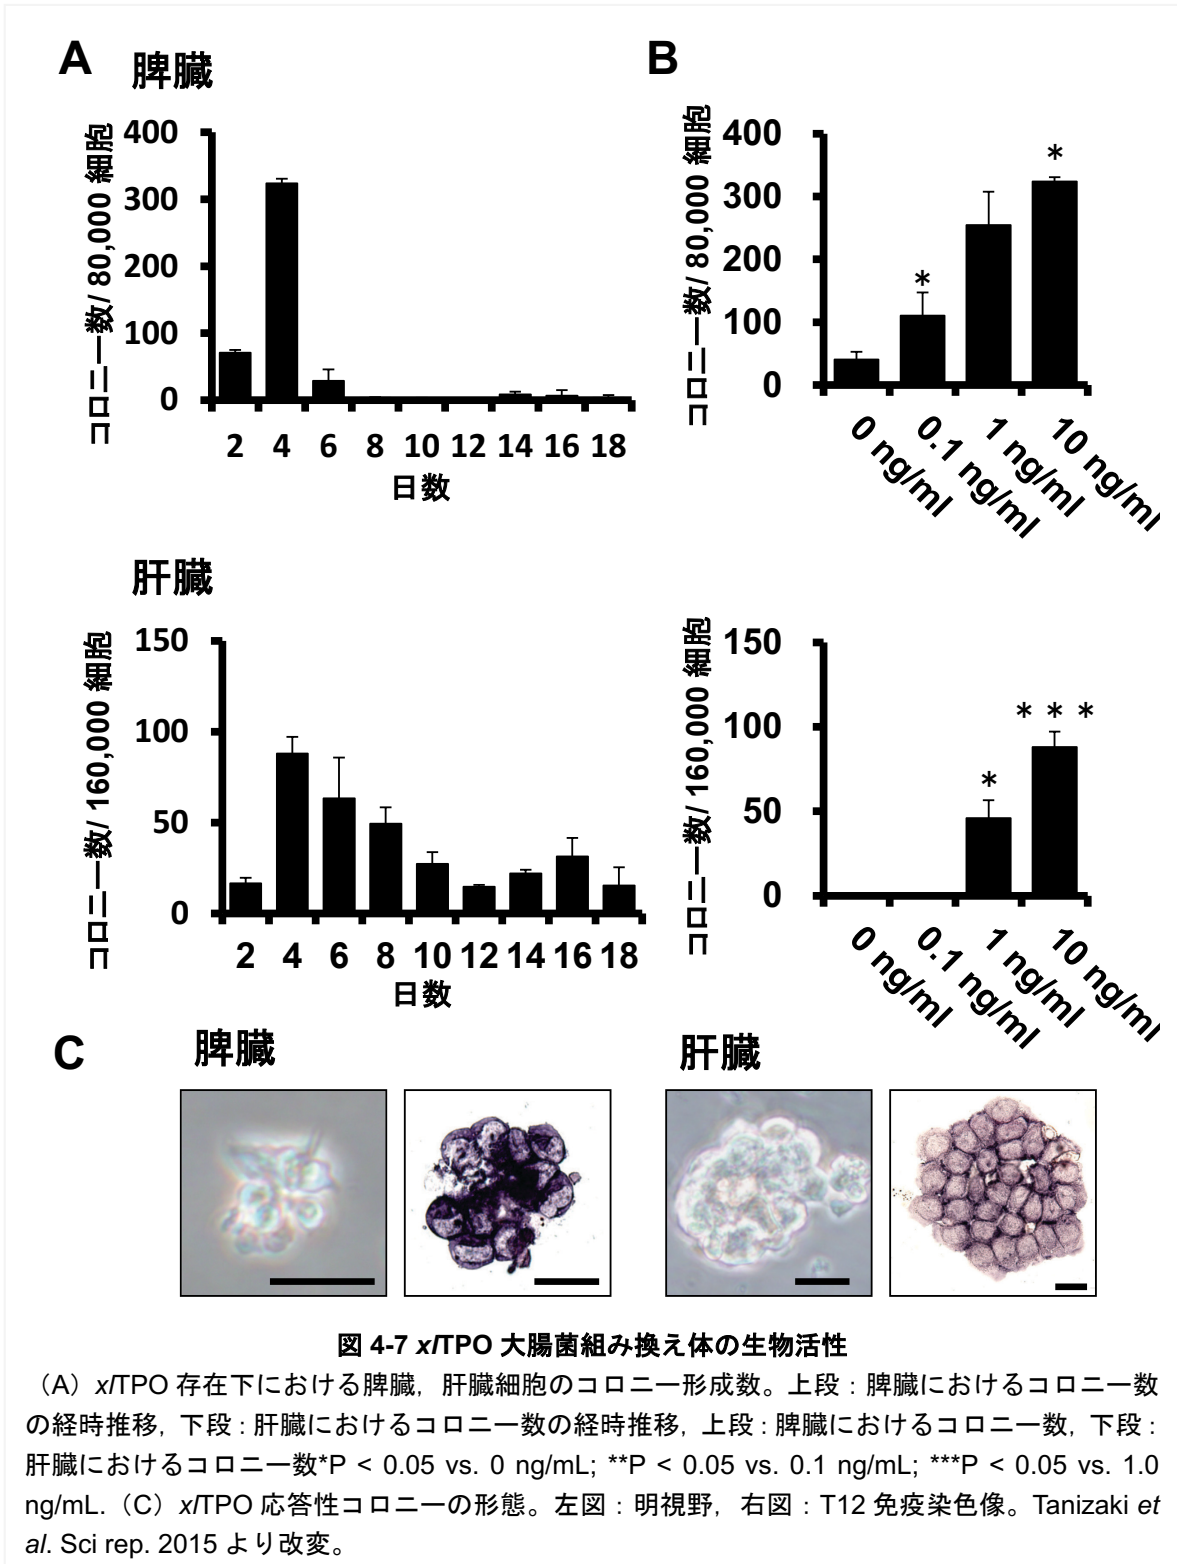 A
脾臓
コロニー数/ 80,000 細胞
400
300
200
100
0
2 4 6 8 10 12 14 16 18
日数
B
コロニー数/ 80,000 細胞
400
300
200
100
0
*
*
0 ng/ml
0.1 ng/ml
1 ng/ml
10 ng/ml
肝臓
コロニー数/ 160,000 細胞
150
100
50
0
2 4 6 8 10 12 14 16 18
日数
コロニー数/ 160,000 細胞
150
100
50
0
*
* * *
0 ng/ml
0.1 ng/ml
1 ng/ml
10 ng/ml
C
脾臓
肝臓
図 4-7 xlTPO 大腸菌組み換え体の生物活性
（A）xlTPO 存在下における脾臓，肝臓細胞のコロニー形成数。上段：脾臓におけるコロニー数
の経時推移，下段：肝臓におけるコロニー数の経時推移，上段：脾臓におけるコロニー数，下段：
肝臓におけるコロニー数*P < 0.05 vs. 0 ng/mL; **P < 0.05 vs. 0.1 ng/mL; ***P < 0.05 vs. 1.0
ng/mL.（C）xlTPO 応答性コロニーの形態。左図：明視野，右図：T12 免疫染色像。Tanizaki et
al. Sci rep. 2015 より改変。